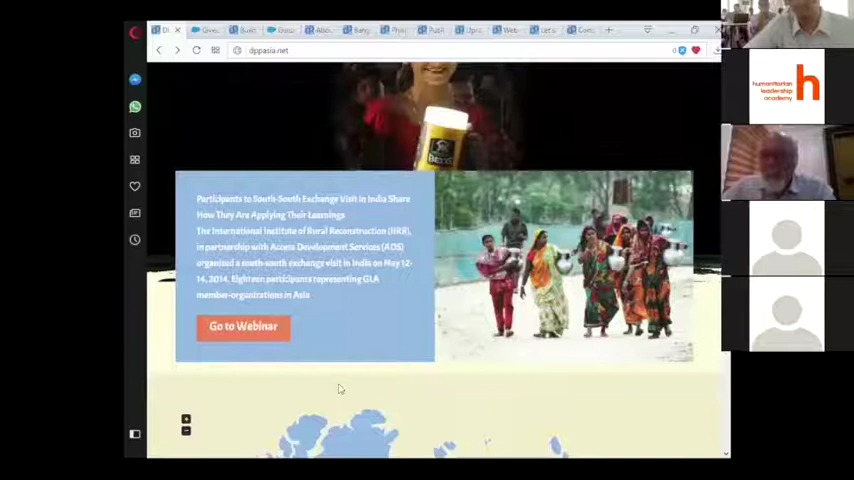 dppasia.net
0
Participants to South-South Exchange Visit in India Share
How They Are Applying Their Learnings
The International Institute of Rural Reconstruction (IIRR),
in partnership with Access Development Services (ADS)
organized a south-south exchange visit in India on May 12-
14, 2014. Eighteen participants representing GLA
member-organizations in Asia
Go to Webinar
humanitarian
leadership
academy
h